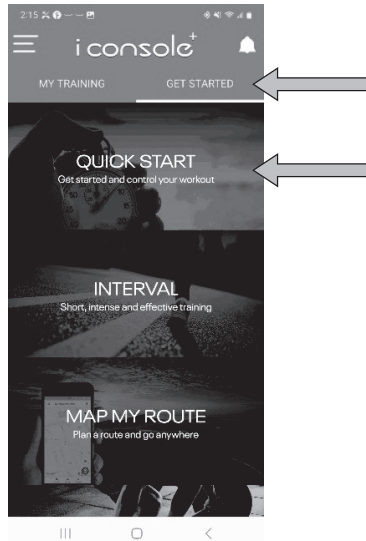 2:15
i console+
MY TRAINING GET STARTED
QUICK START
Get started and control your workout
INTERVAL
Short, intense and effective training
MAP MY ROUTE
Plan a route and go anywhere